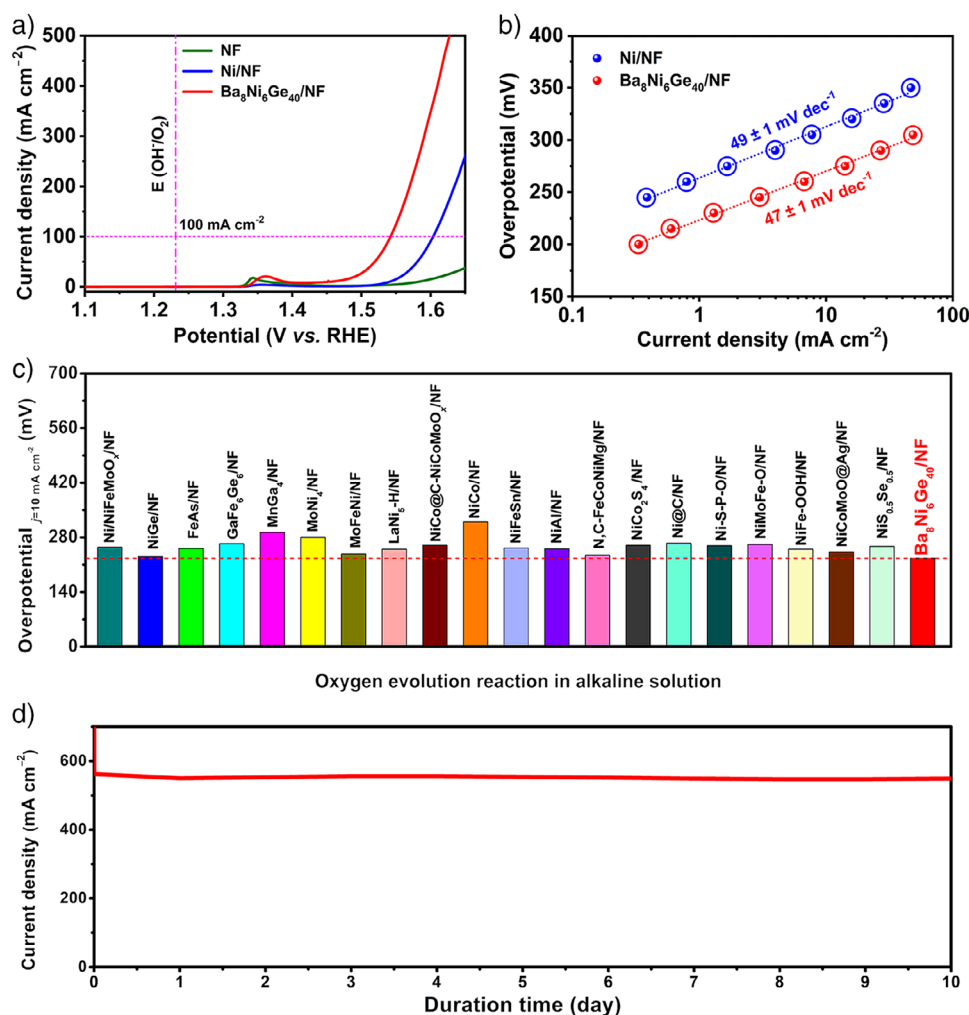 a)
500
400
300
200
100
0
Current density (mA cm⁻²)
NF
Ni/NF
Ba₈Ni₆Ge₄₀/NF
E (OH⁻/O₂)
100 mA cm⁻²
1.1 1.2 1.3 1.4 1.5 1.6
Potential (V vs. RHE)
b)
400
350
300
250
200
150
Overpotential (mV)
Ni/NF
Ba₈Ni₆Ge₄₀/NF
49 ± 1 mV dec⁻¹
47 ± 1 mV dec⁻¹
0.1 1 10 100
Current density (mA cm⁻²)
c)
700
560
420
280
140
0
Overpotential j=10 mA cm⁻² (mV)
Ni/NiFeMoOₓ/NF
NiGe/NF
FeAs/NF
GaFe₆Ge₆/NF
MnGa₄/NF
MoNi₄/NF
MoFeNi/NF
LaNi₅-H/NF
NiCo@C-NiCoMoOₓ/NF
NiCo/NF
NiFeSn/NF
NiAl/NF
N,C-FeCoNiMg/NF
NiCo₂S₄/NF
Ni@C/NF
Ni-S-P-O/NF
NiMoFe-O/NF
NiFe-OOH/NF
NiCoMoO@Ag/NF
NiS₀.₅Se₀.₅/NF
Ba₈Ni₆Ge₄₀/NF
Oxygen evolution reaction in alkaline solution
d)
600
400
200
0
Current density (mA cm⁻²)
0 1 2 3 4 5 6 7 8 9 10
Duration time (day)